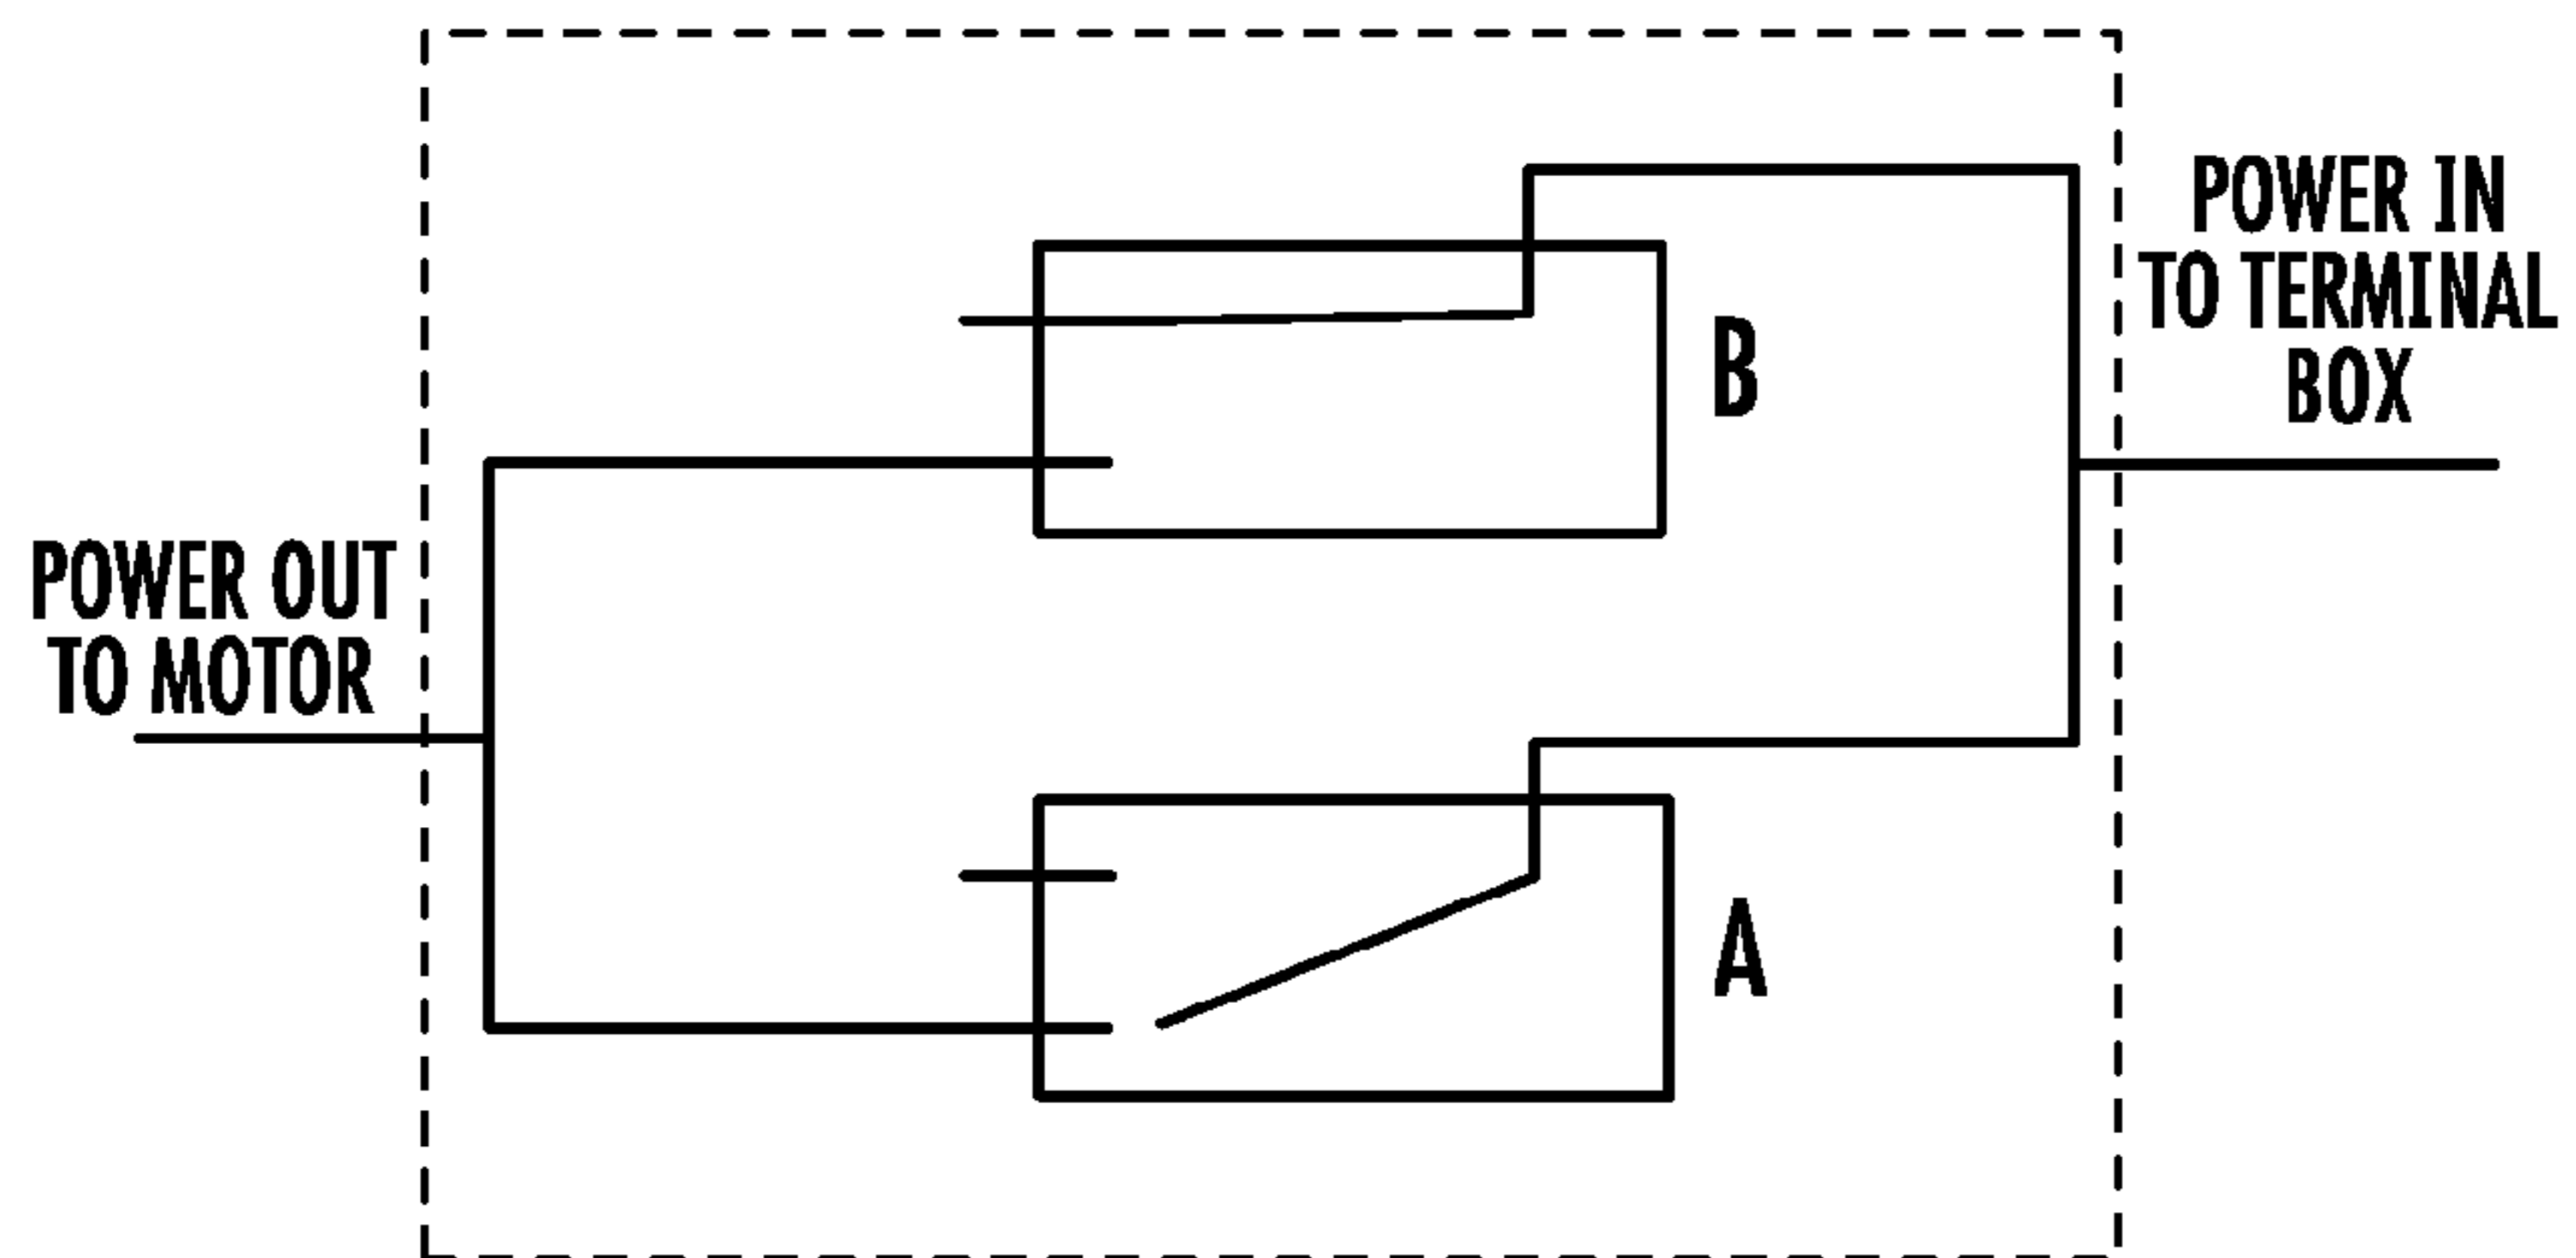 POWER IN
TO TERMINAL
BOX
B
POWER OUT
TO MOTOR
A